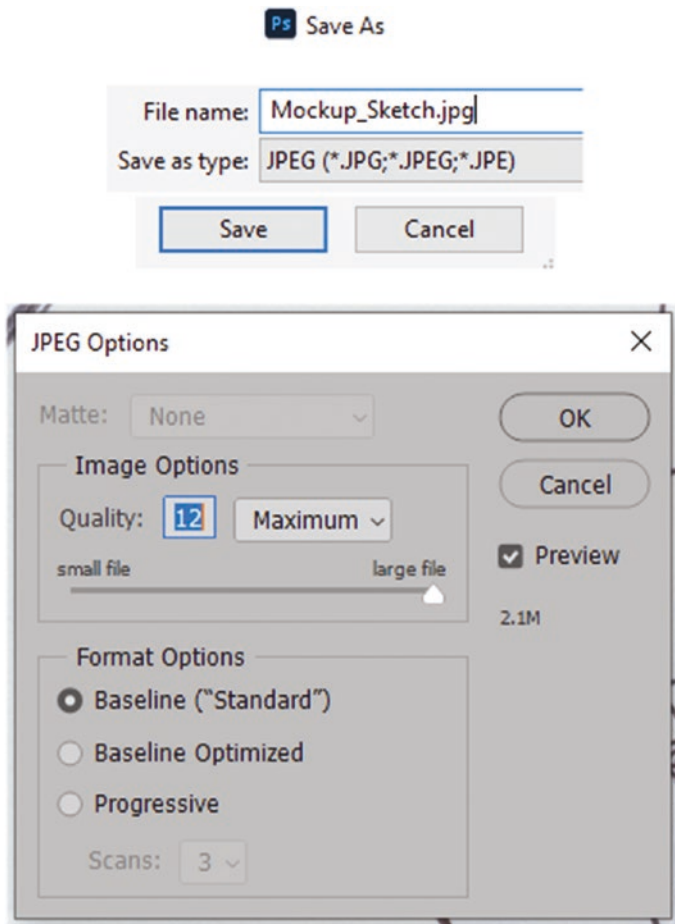 Ps Save As
File name: Mockup_Sketch.jpg
Save as type: JPEG (*.JPG;*.JPEG;*.JPE)
Save Cancel
JPEG Options
Matte: None
OK
Image Options
Cancel
Quality: 12 Maximum
Preview
small file large file
2.1M
Format Options
Baseline (“Standard”)
Baseline Optimized
Progressive
Scans: 3